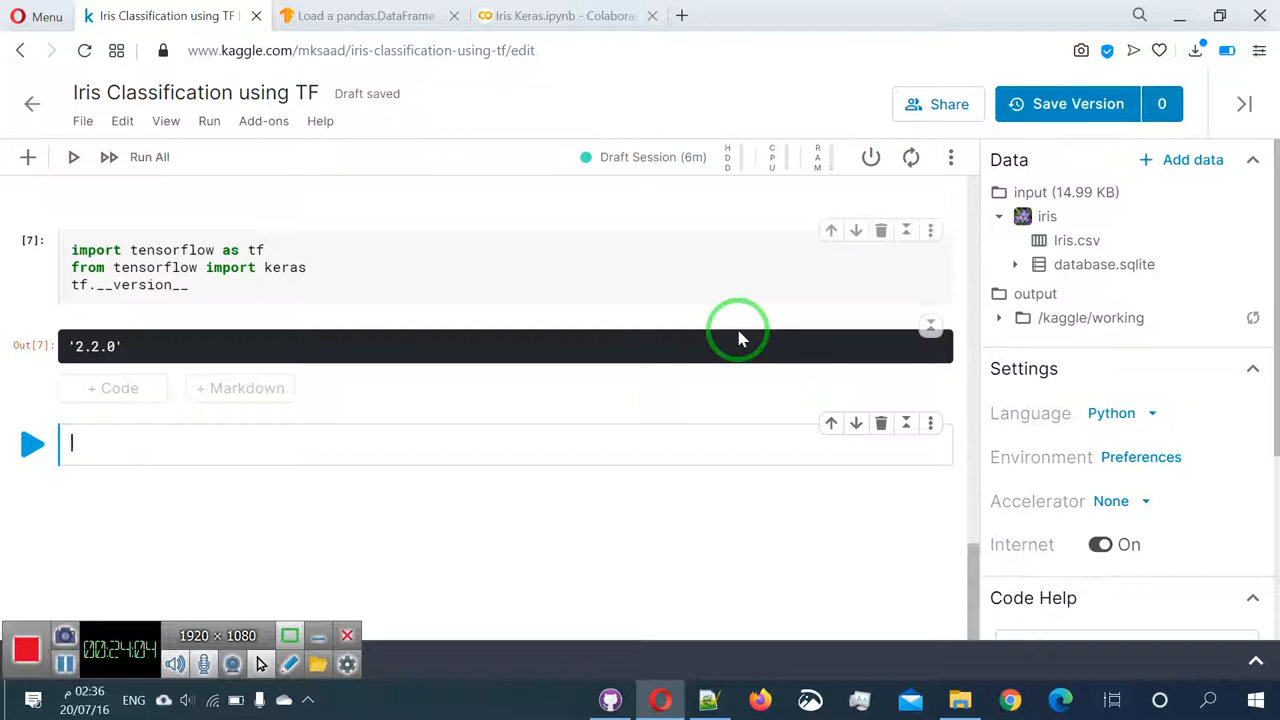 Menu
Iris Classification using TF |
Load a pandas.DataFrame
Iris Keras.ipynb - Colabora
www.kaggle.com/mksaad/iris-classification-using-tf/edit
Iris Classification using TF
Draft saved
Share
Save Version
0
File
Edit
View
Run
Add-ons
Help
Run All
Draft Session (6m)
HDD
CPU
RAM
Data
+ Add data
input (14.99 KB)
iris
Iris.csv
database.sqlite
output
/kaggle/working
[7]:
import tensorflow as tf
from tensorflow import keras
tf.__version__
Out[7]:
'2.2.0'
+ Code
+ Markdown
Settings
Language
Python
Environment
Preferences
Accelerator
None
Internet
On
Code Help
00:24:04
1920 × 1080
02:36 م
20/07/16
ENG